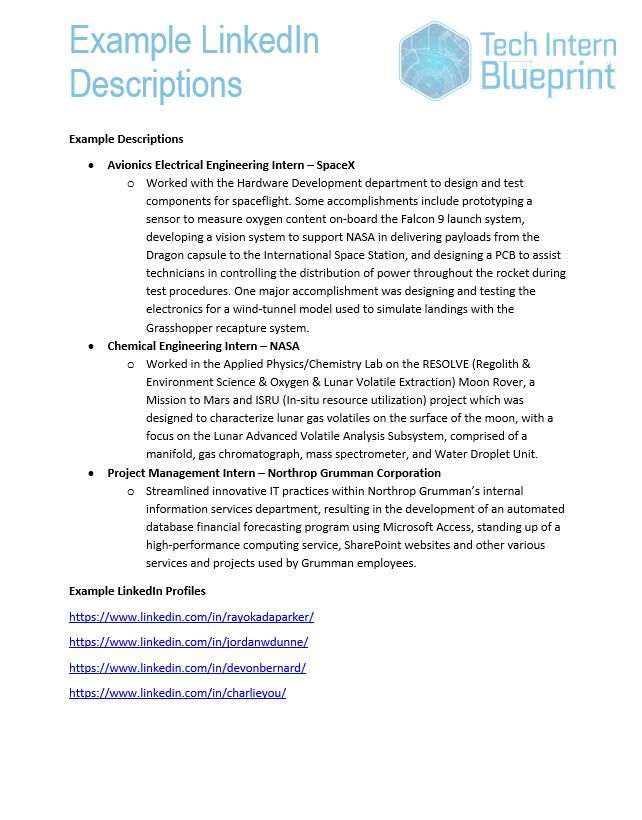 Example LinkedIn
Descriptions
Tech Intern
Blueprint
Example Descriptions
• Avionics Electrical Engineering Intern – SpaceX
o Worked with the Hardware Development department to design and test
components for spaceflight. Some accomplishments include prototyping a
sensor to measure oxygen content on-board the Falcon 9 launch system,
developing a vision system to support NASA in delivering payloads from the
Dragon capsule to the International Space Station, and designing a PCB to assist
technicians in controlling the distribution of power throughout the rocket during
test procedures. One major accomplishment was designing and testing the
electronics for a wind-tunnel model used to simulate landings with the
Grasshopper recapture system.
• Chemical Engineering Intern – NASA
o Worked in the Applied Physics/Chemistry Lab on the RESOLVE (Regolith &
Environment Science & Oxygen & Lunar Volatile Extraction) Moon Rover, a
Mission to Mars and ISRU (In-situ resource utilization) project which was
designed to characterize lunar gas volatiles on the surface of the moon, with a
focus on the Lunar Advanced Volatile Analysis Subsystem, comprised of a
manifold, gas chromatograph, mass spectrometer, and Water Droplet Unit.
• Project Management Intern – Northrop Grumman Corporation
o Streamlined innovative IT practices within Northrop Grumman’s internal
information services department, resulting in the development of an automated
database financial forecasting program using Microsoft Access, standing up of a
high-performance computing service, SharePoint websites and other various
services and projects used by Grumman employees.
Example LinkedIn Profiles
https://www.linkedin.com/in/rayokadaparker/
https://www.linkedin.com/in/jordanwdunne/
https://www.linkedin.com/in/devonbernard/
https://www.linkedin.com/in/charlieyou/